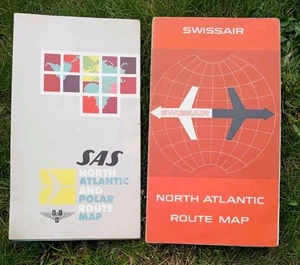 SAS
NORTH
ATLANTIC
AND
POLAR
ROUTE
MAP
SWISSAIR
SWISSAIR
NORTH ATLANTIC
ROUTE MAP